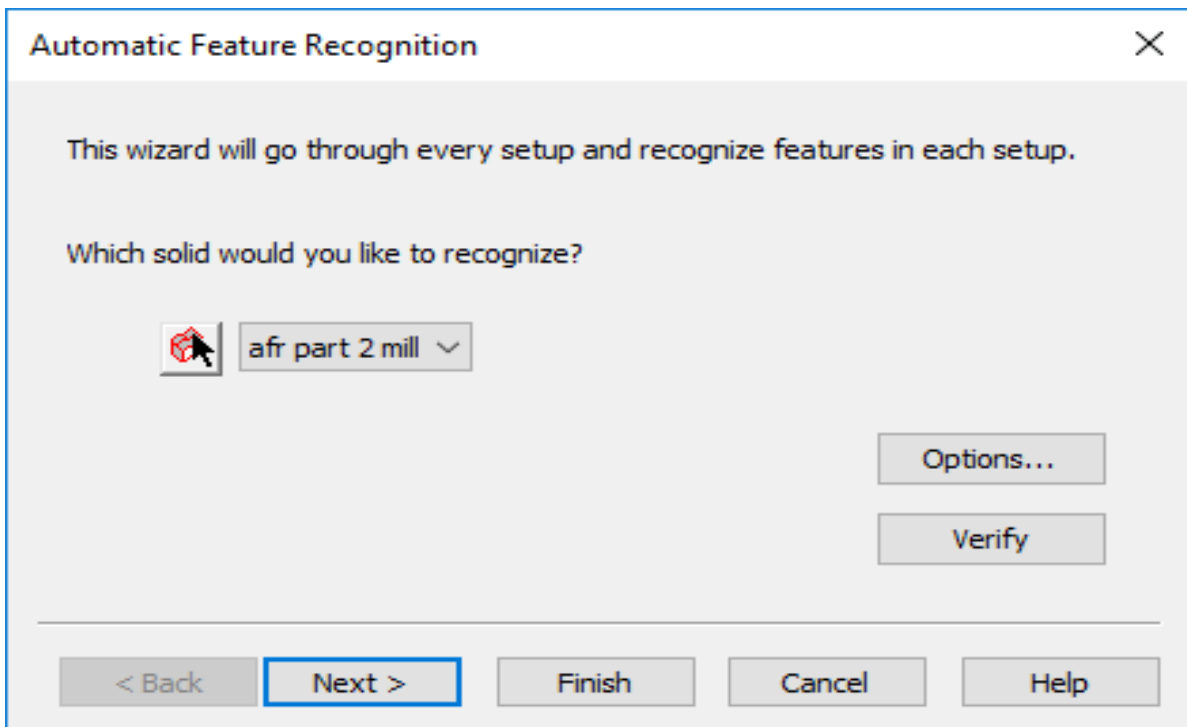 Automatic Feature Recognition
This wizard will go through every setup and recognize features in each setup.
Which solid would you like to recognize?
afr part 2 mill
Options...
Verify
< Back Next > Finish Cancel Help